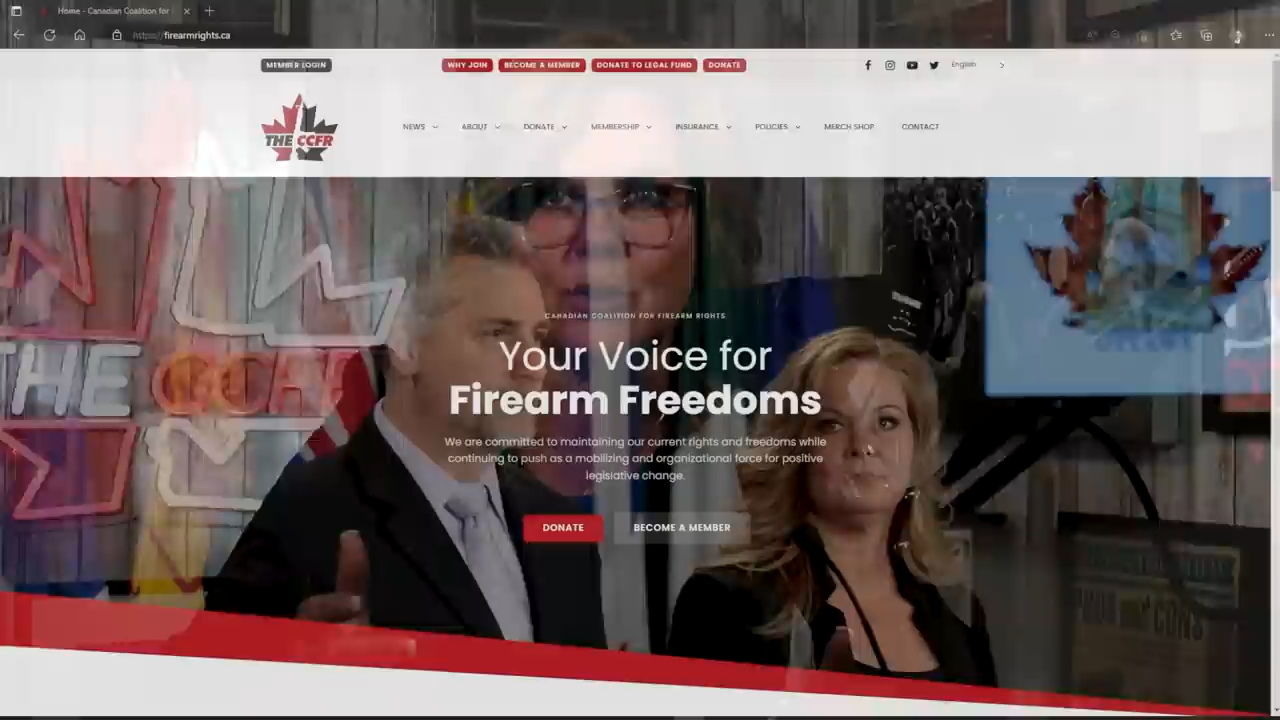 Home - Canadian Coalition for
https://firearmrights.ca
MEMBER LOGIN
WHY JOIN
BECOME A MEMBER
DONATE TO LEGAL FUND
DONATE
English
THE CCFR
NEWS
ABOUT
DONATE
MEMBERSHIP
INSURANCE
POLICIES
MERCH SHOP
CONTACT
THE CCFR
CANADIAN COALITION FOR FIREARM RIGHTS
Your Voice for
Firearm Freedoms
We are committed to maintaining our current rights and freedoms while
continuing to push as a mobilizing and organizational force for positive
legislative change.
DONATE
BECOME A MEMBER